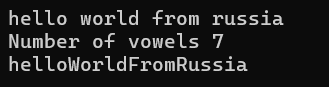 hello world from russia
Number of vowels 7
helloWorldFromRussia